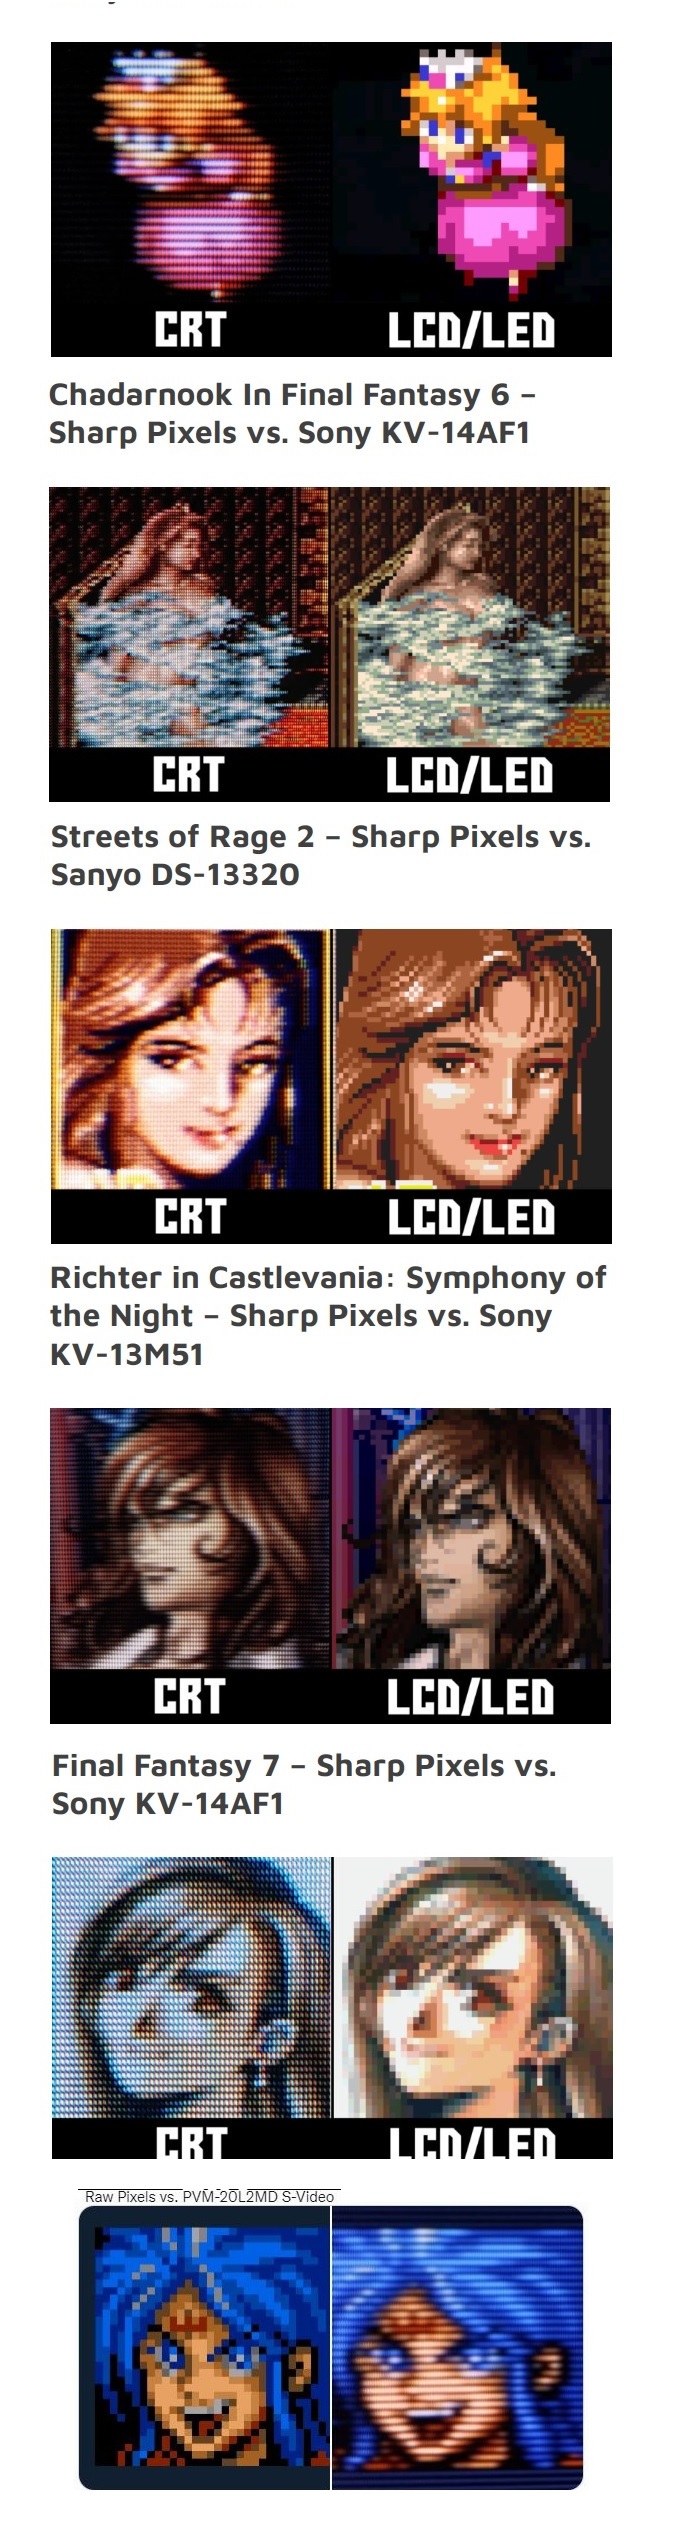 CRT LCD/LED
Chadarnook In Final Fantasy 6 –
Sharp Pixels vs. Sony KV-14AF1
CRT LCD/LED
Streets of Rage 2 – Sharp Pixels vs.
Sanyo DS-13320
CRT LCD/LED
Richter in Castlevania: Symphony of
the Night – Sharp Pixels vs. Sony
KV-13M51
CRT LCD/LED
Final Fantasy 7 – Sharp Pixels vs.
Sony KV-14AF1
CRT LCD/LED
Raw Pixels vs. PVM-20L2MD S-Video